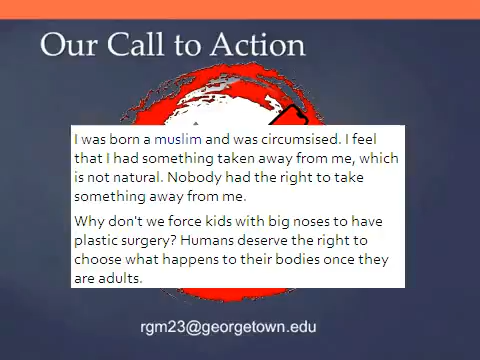 Our Call to Action
I was born a muslim and was circumsised. I feel
that I had something taken away from me, which
is not natural. Nobody had the right to take
something away from me.
Why don't we force kids with big noses to have
plastic surgery? Humans deserve the right to
choose what happens to their bodies once they
are adults.
rgm23@georgetown.edu